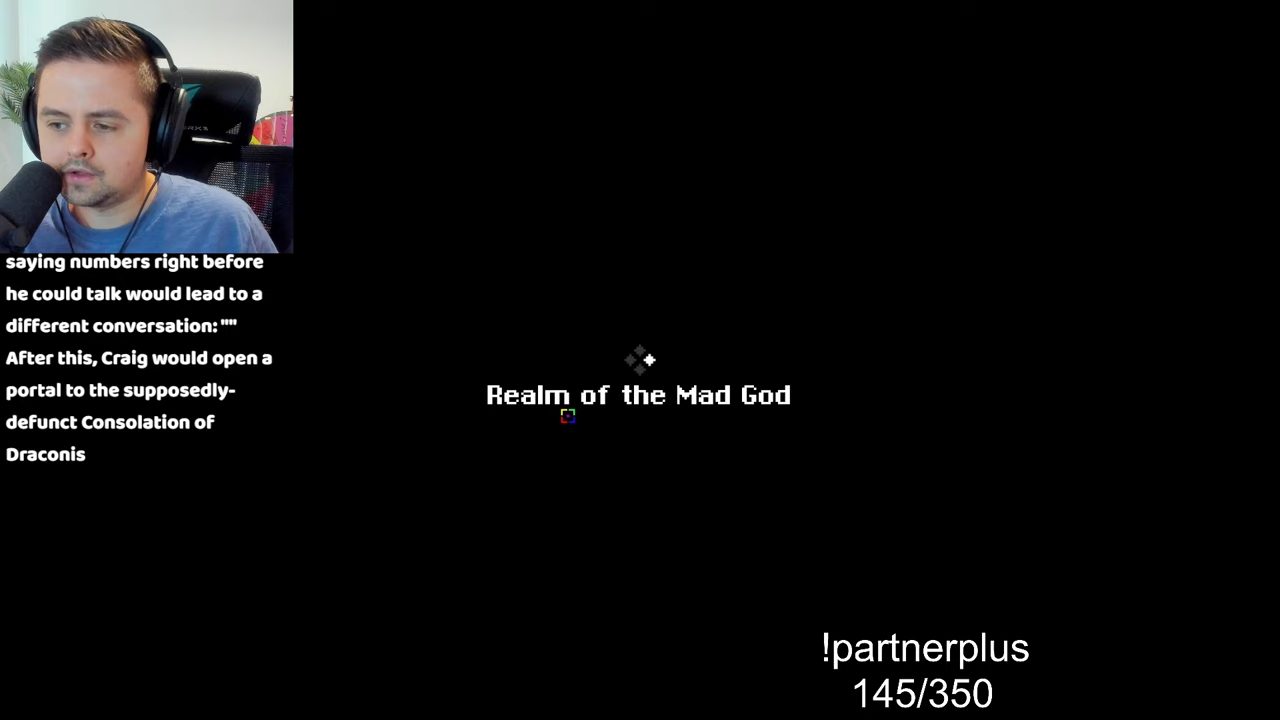 saying numbers right before
he could talk would lead to a
different conversation: ""
After this, Craig would open a
portal to the supposedly-
defunct Consolation of
Draconis
Realm of the Mad God
!partnerplus
145/350